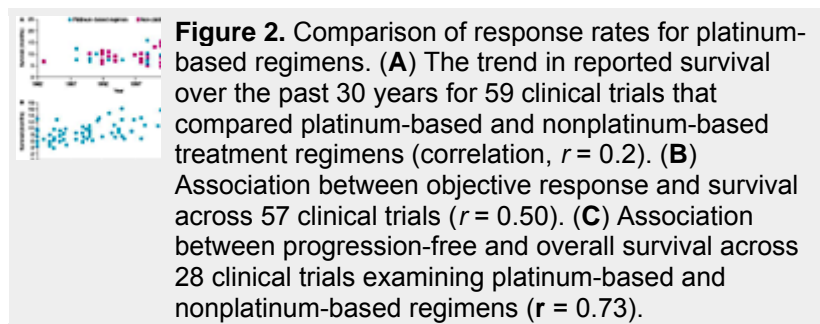 Platinum-based regimens
Figure 2. Comparison of response rates for platinum-
based regimens. (A) The trend in reported survival
over the past 30 years for 59 clinical trials that
compared platinum-based and nonplatinum-based
treatment regimens (correlation, r = 0.2). (B)
Association between objective response and survival
across 57 clinical trials (r = 0.50). (C) Association
between progression-free and overall survival across
28 clinical trials examining platinum-based and
nonplatinum-based regimens (r = 0.73).